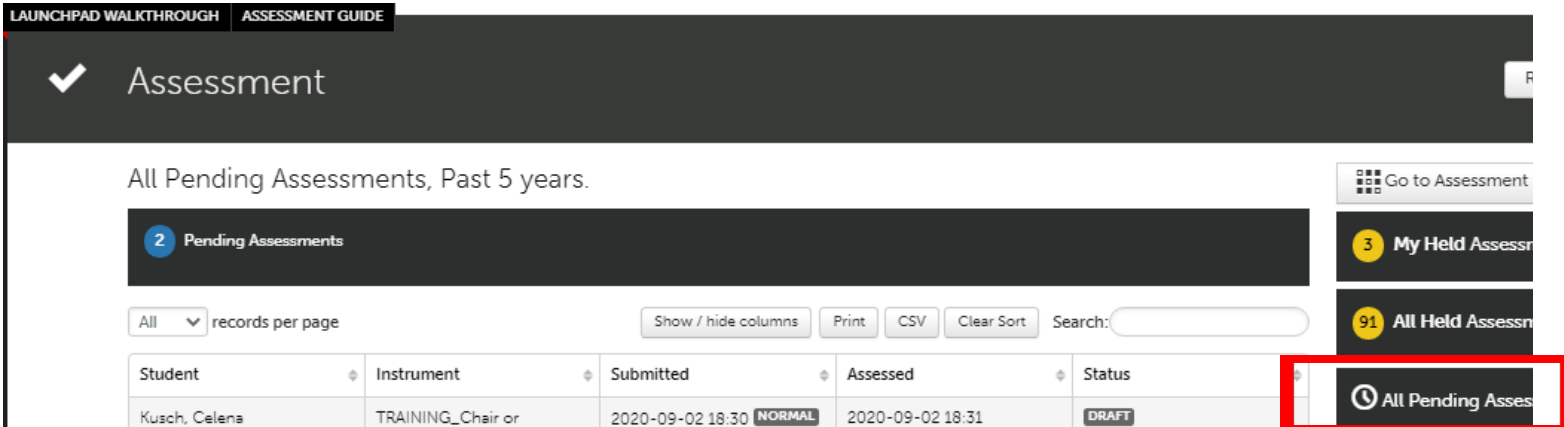 LAUNCHPAD WALKTHROUGH ASSESSMENT GUIDE
Assessment
All Pending Assessments, Past 5 years.
Go to Assessment
2 Pending Assessments
3 My Held
91 All Held
All records per page Show / hide columns Print CSV Clear Sort Search:
Student Instrument Submitted Assessed Status
All Pending
Kusch, Celena TRAINING_Chair or 2020-09-02 18:30 NORMAL 2020-09-02 18:31 DRAFT